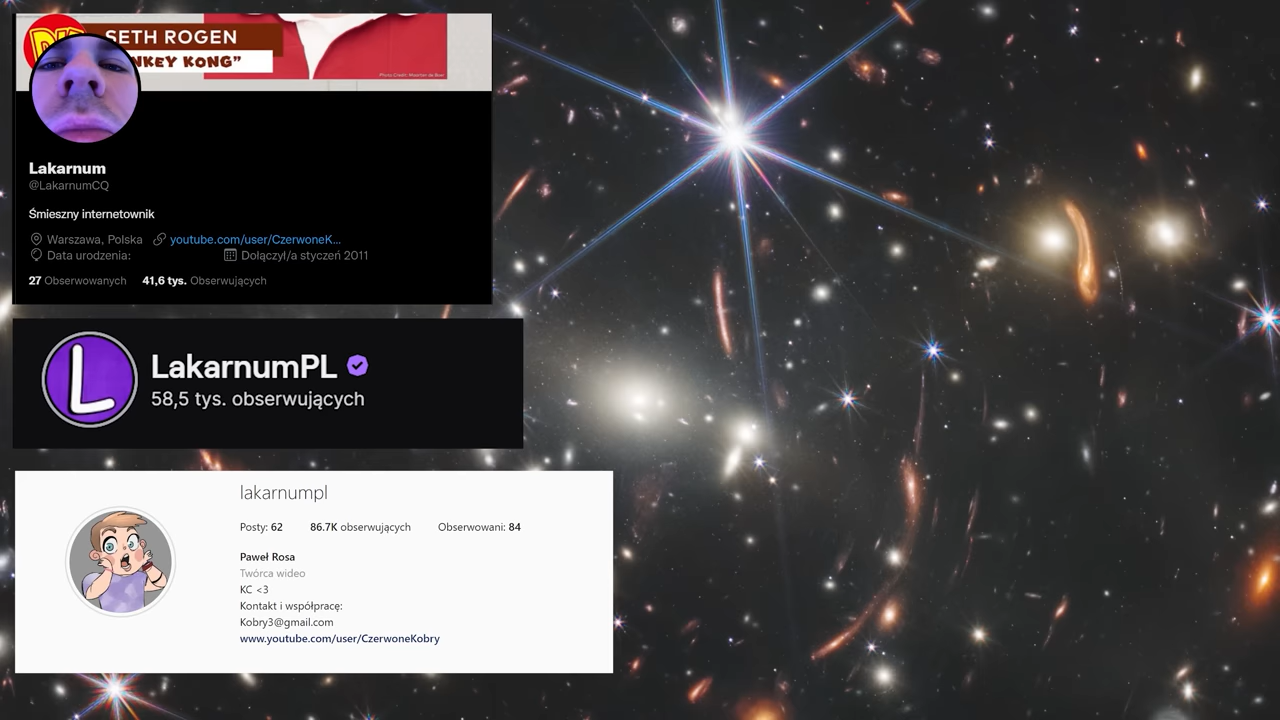 SETH ROGEN
NKEY KONG”
Lakarnum
@LakarnumCQ
Śmieszny internetownik
Warszawa, Polska youtube.com/user/CzerwoneK...
Data urodzenia: Dołączył/a styczeń 2011
27 Obserwowanych 41,6 tys. Obserwujących
L
LakarnumPL
58,5 tys. obserwujących
lakarnumpl
Posty: 62 86.7K obserwujących Obserwowani: 84
Paweł Rosa
Twórca wideo
KC <3
Kontakt i współpracę:
Kobry3@gmail.com
www.youtube.com/user/CzerwoneKobry